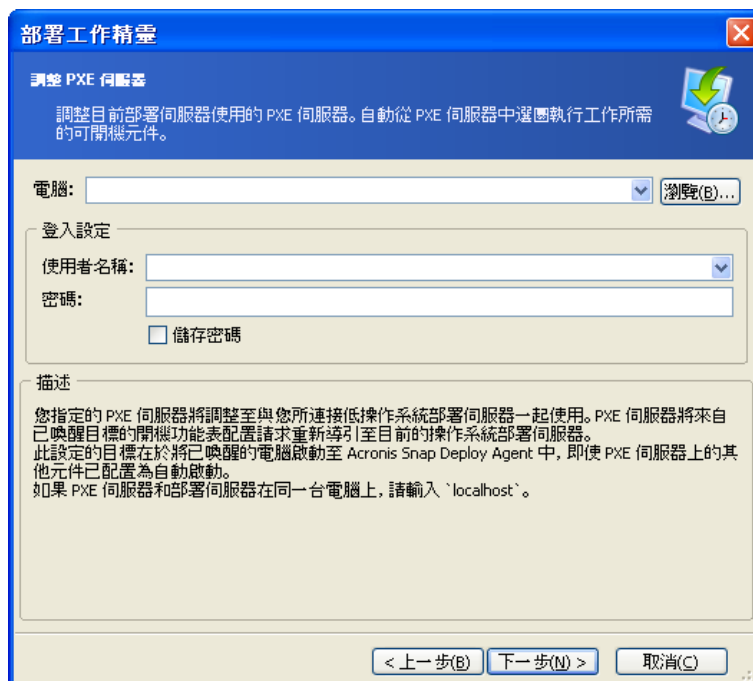 部署工作精靈
調整 PXE 伺服器
調整目前部署伺服器使用的 PXE 伺服器。自動從 PXE 伺服器中選圖執行工作所需
的可開機元件。
電腦:
瀏覽(B)...
登入設定
使用者名稱:
密碼:
儲存密碼
描述
您指定的 PXE 伺服器將調整至與您所連接低操作系統部署伺服器一起使用。PXE 伺服器將來自
已喚醒目標的開機功能表配置請求重新導引至目前的操作系統部署伺服器。
此設定的目標在於將已喚醒的電腦啟動至 Acronis Snap Deploy Agent 中, 即使 PXE 伺服器上的其
他元件已配置為自動啟動。
如果 PXE 伺服器和部署伺服器在同一台電腦上, 請輸入 `localhost`。
< 上一步(B)
下一步(N) >
取消(C)